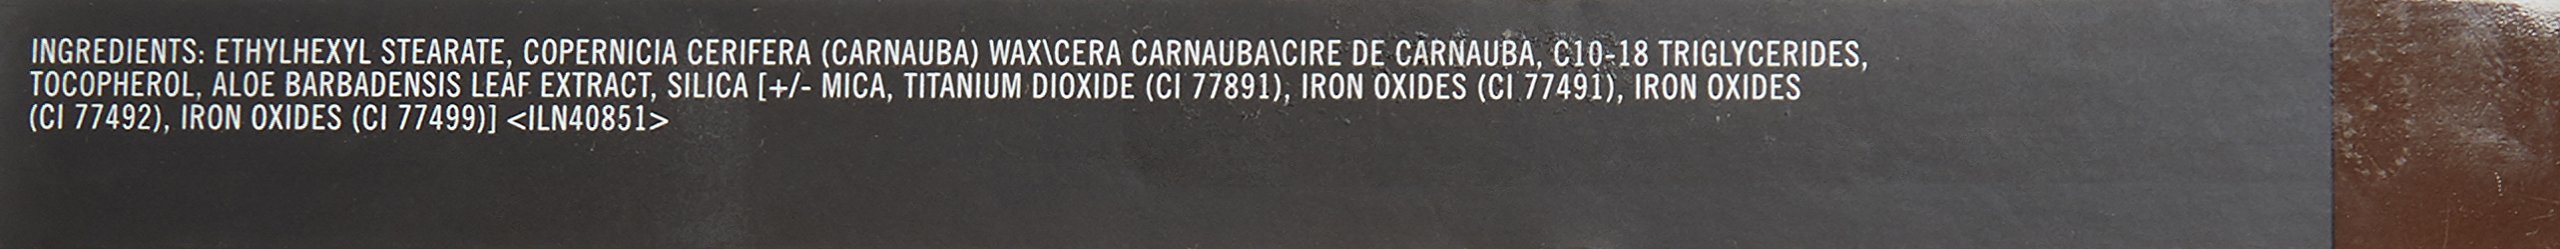 INGREDIENTS: ETHYLHEXYL STEARATE, COPERNICIA CERIFERA (CARNAUBA) WAX\CERA CARNAUBA\CIRE DE CARNAUBA, C10-18 TRIGLYCERIDES,
TOCOPHEROL, ALOE BARBADENSIS LEAF EXTRACT, SILICA [+/- MICA, TITANIUM DIOXIDE (CI 77891), IRON OXIDES (CI 77491), IRON OXIDES
(CI 77492), IRON OXIDES (CI 77499)] <ILN40851>